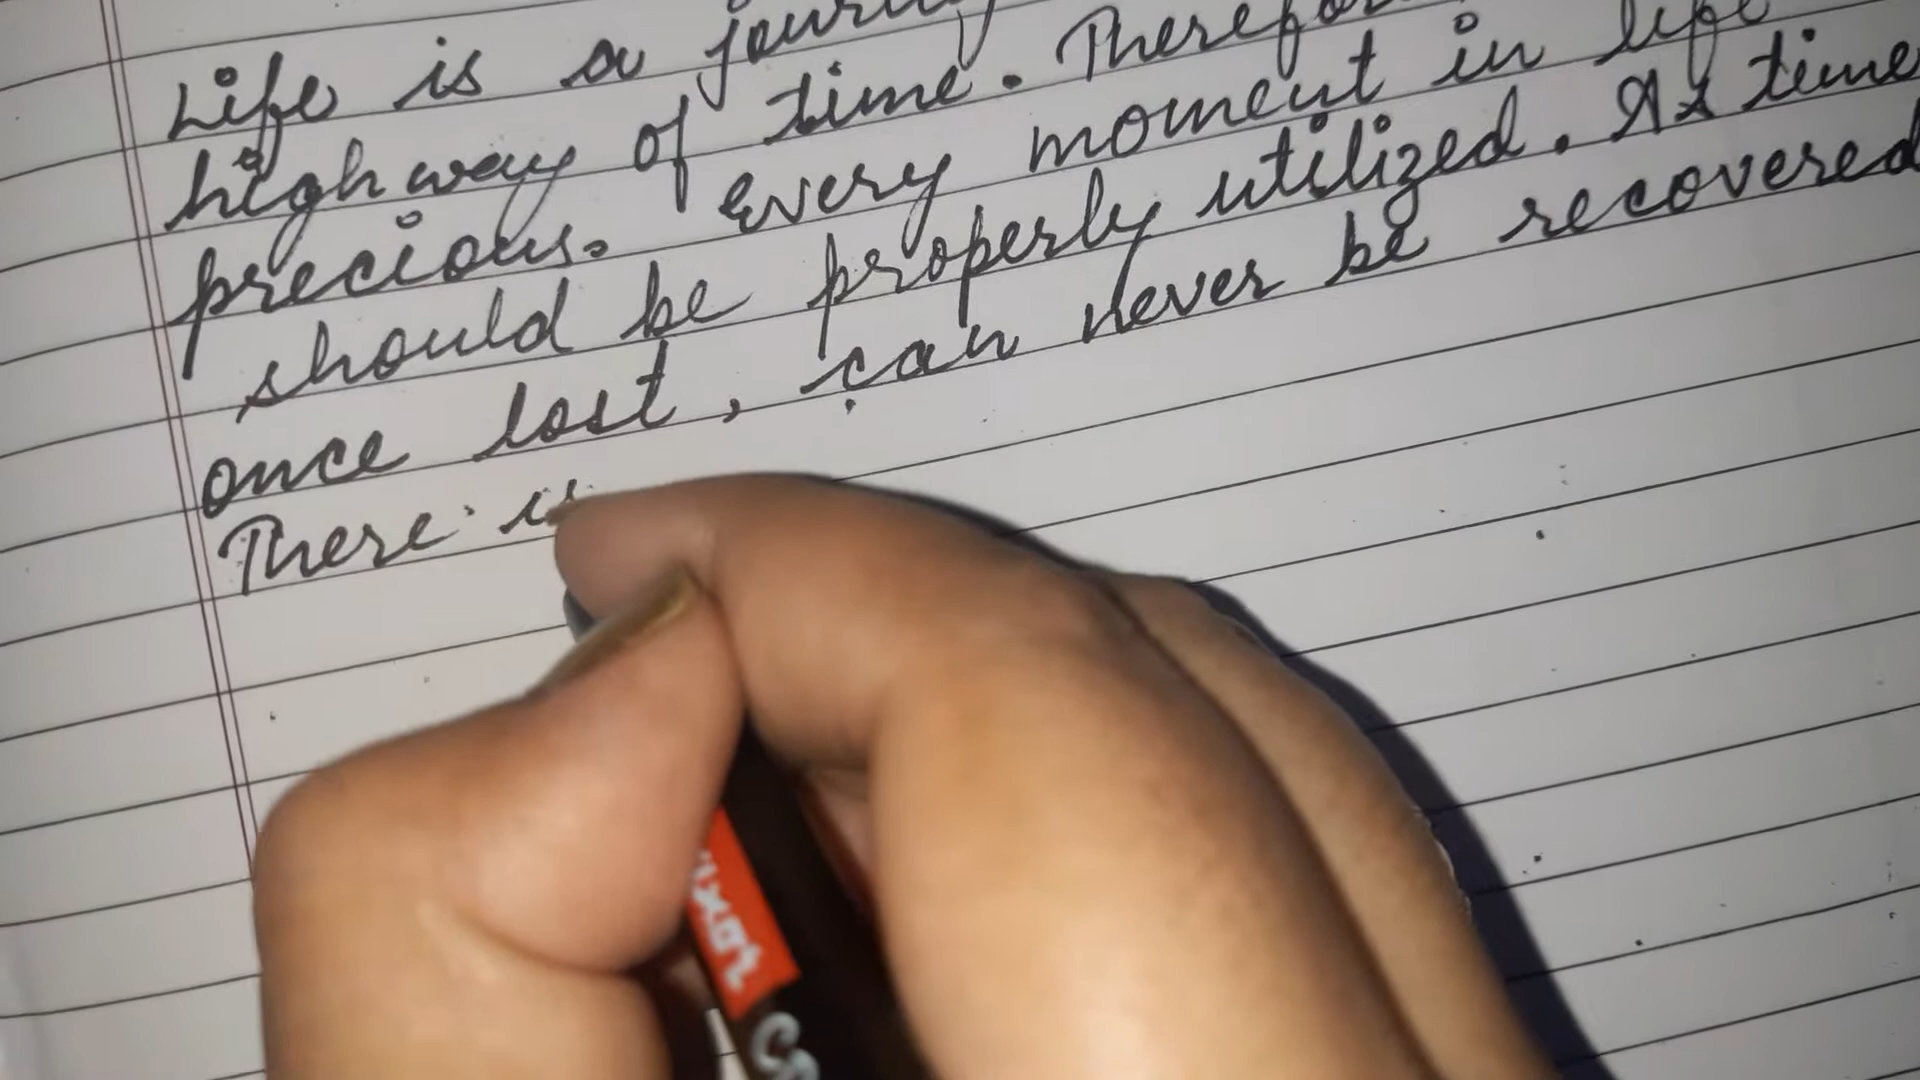 Life is a
highway of time.
precious. Every moment in life
should be properly utilized. As time
once lost, can never be recovered
There is